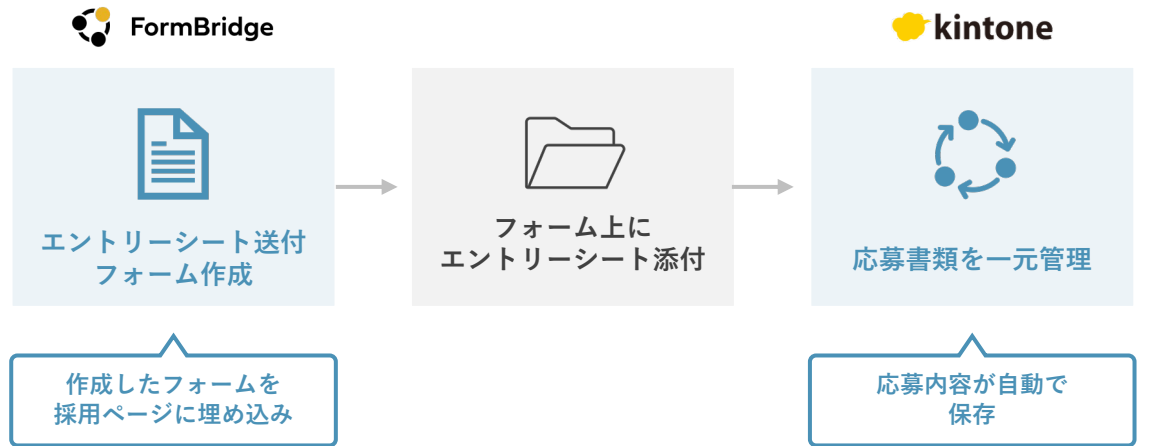 FormBridge
kintone
エントリーシート送付
フォーム作成
フォーム上に
エントリーシート添付
応募書類を一元管理
作成したフォームを
採用ページに埋め込み
応募内容が自動で
保存